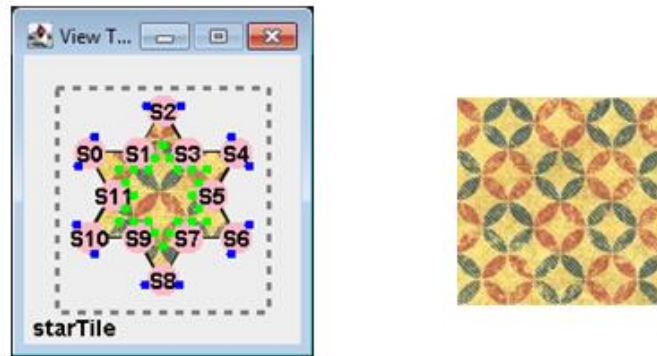 View T...
S2
S0 S1 S3 S4
S11 S5
S10 S9 S7 S6
S8
starTile